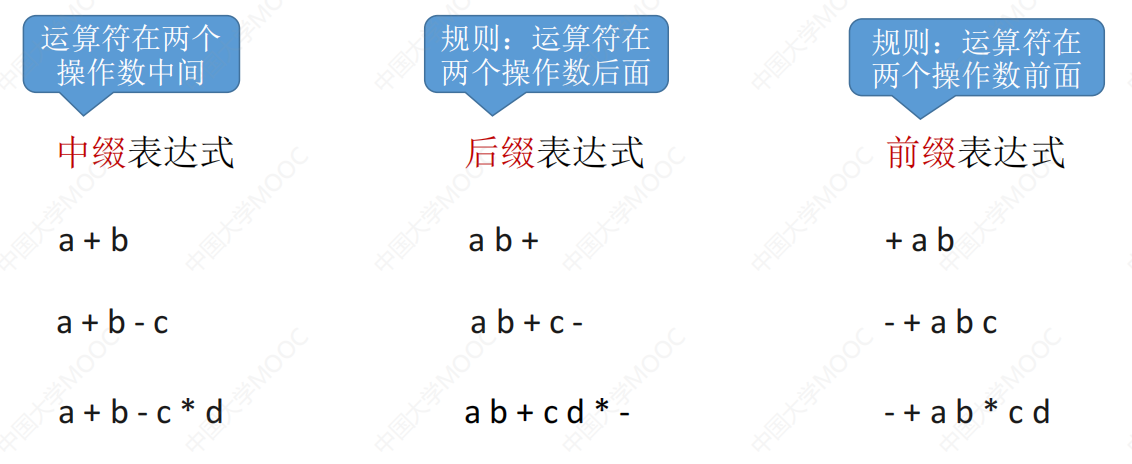 运算符在两个
操作数中间
规则：运算符在
两个操作数后面
规则：运算符在
两个操作数前面
中缀表达式
后缀表达式
前缀表达式
a + b
a b +
+ a b
a + b - c
a b + c -
- + a b c
a + b - c * d
a b + c d * -
- + a b * c d
中国大学MOOC